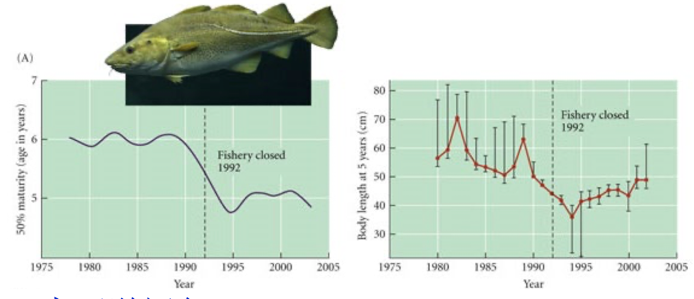 (A)
50% maturity (age in years)
7
6
5
Fishery closed
1992
1975 1980 1985 1990 1995 2000 2005
Year
Body length at 5 years (cm)
80
70
60
50
40
30
Fishery closed
1992
1975 1980 1985 1990 1995 2000 2005
Year